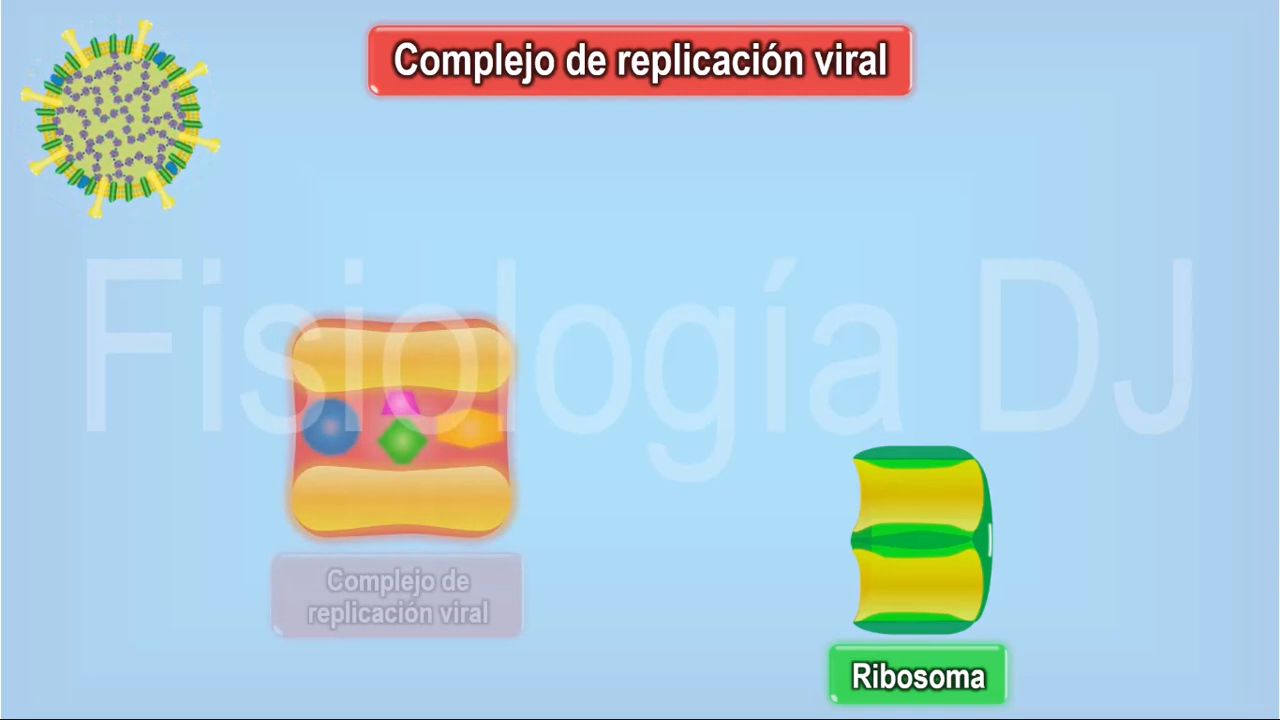 Complejo de replicación viral
Fisiología DJ
Complejo de
replicación viral
Ribosoma